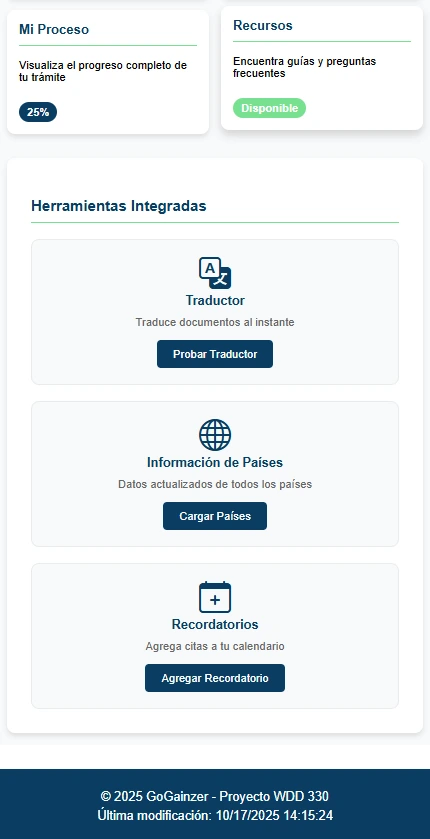 Mi Proceso
Visualiza el progreso completo de
tu trámite
25%
Recursos
Encuentra guías y preguntas
frecuentes
Disponible
Herramientas Integradas
A
文
Traductor
Traduce documentos al instante
Probar Traductor
Información de Países
Datos actualizados de todos los países
Cargar Países
Recordatorios
Agrega citas a tu calendario
Agregar Recordatorio
© 2025 GoGainzer - Proyecto WDD 330
Última modificación: 10/17/2025 14:15:24